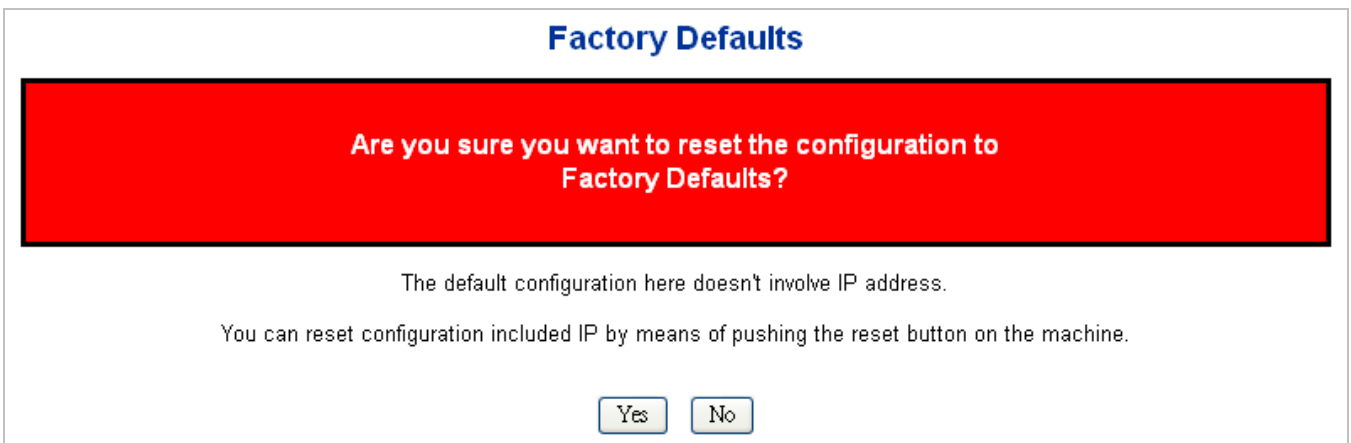 Factory Defaults
Are you sure you want to reset the configuration to
Factory Defaults?
The default configuration here doesn't involve IP address.
You can reset configuration included IP by means of pushing the reset button on the machine.
Yes No